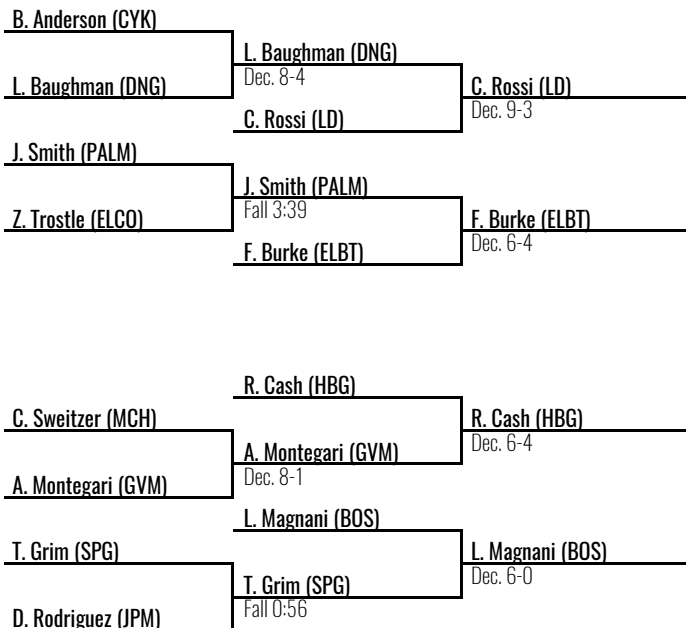 B. Anderson (CYK)
L. Baughman (DNG)
L. Baughman (DNG)
Dec. 8-4
C. Rossi (LD)
C. Rossi (LD)
Dec. 9-3
J. Smith (PALM)
Z. Trostle (ELCO)
J. Smith (PALM)
Fall 3:39
F. Burke (ELBT)
F. Burke (ELBT)
Dec. 6-4
R. Cash (HBG)
C. Sweitzer (MCH)
A. Montegari (GVM)
A. Montegari (GVM)
Dec. 8-1
R. Cash (HBG)
Dec. 6-4
L. Magnani (BOS)
T. Grim (SPG)
D. Rodriguez (JPM)
T. Grim (SPG)
Fall 0:56
L. Magnani (BOS)
Dec. 6-0